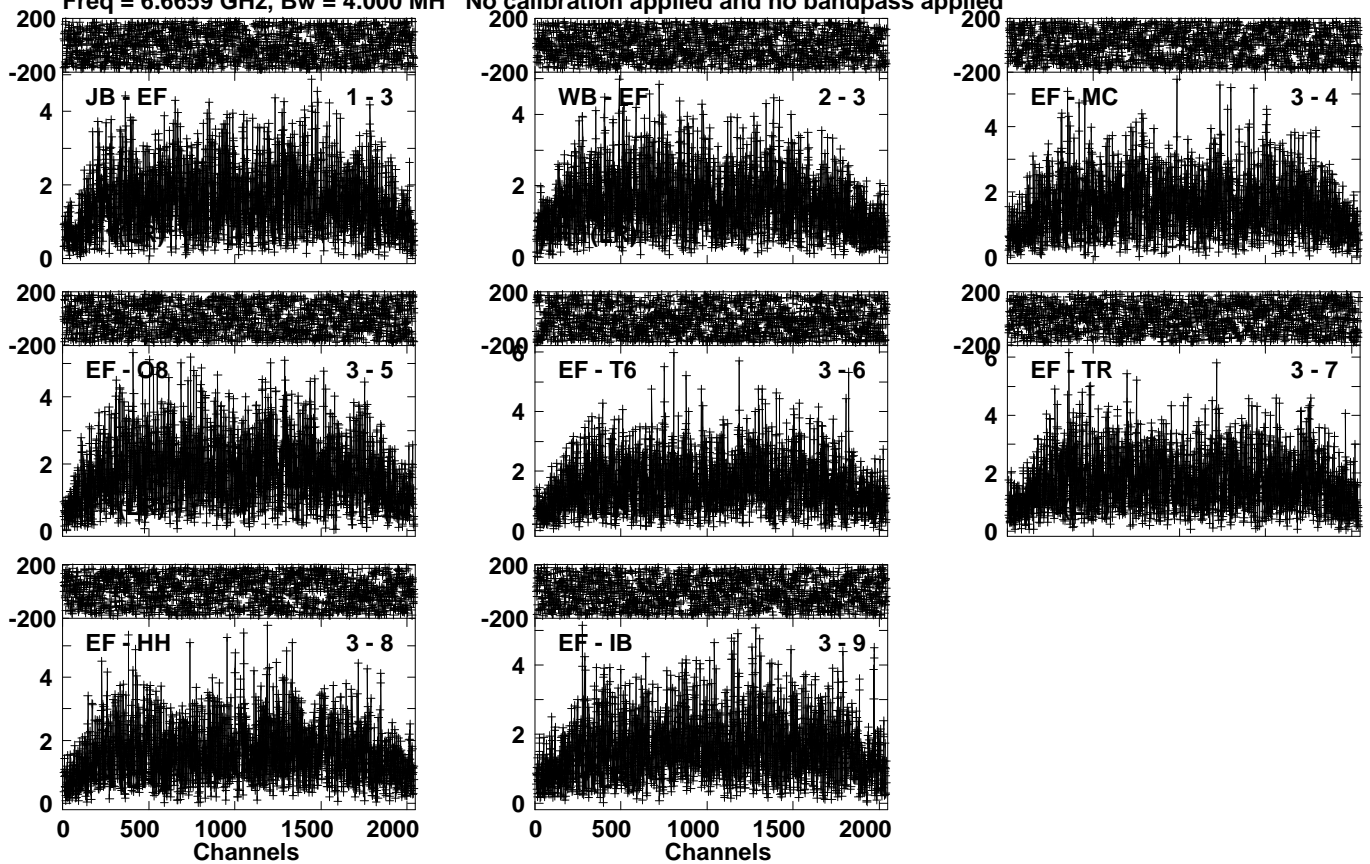 Freq = 6.6659 GHz, Bw = 4.000 MH No calibration applied and no bandpass applied
200 200 200
-200 -200 -200
JB - EF 1 - 3 WB - EF 2 - 3 EF - MC 3 - 4
4 4 4
2 2 2
0 0 0
200 200 200
-200 -200 -200
6 6
EF - O8 3 - 5 EF - T6 3 - 6 EF - TR 3 - 7
4 4 4
2 2 2
0 0 0
200 200
-200 -200
EF - HH 3 - 8 EF - IB 3 - 9
4 4
2 2
0 0
0 500 1000 1500 2000 0 500 1000 1500 2000
Channels Channels